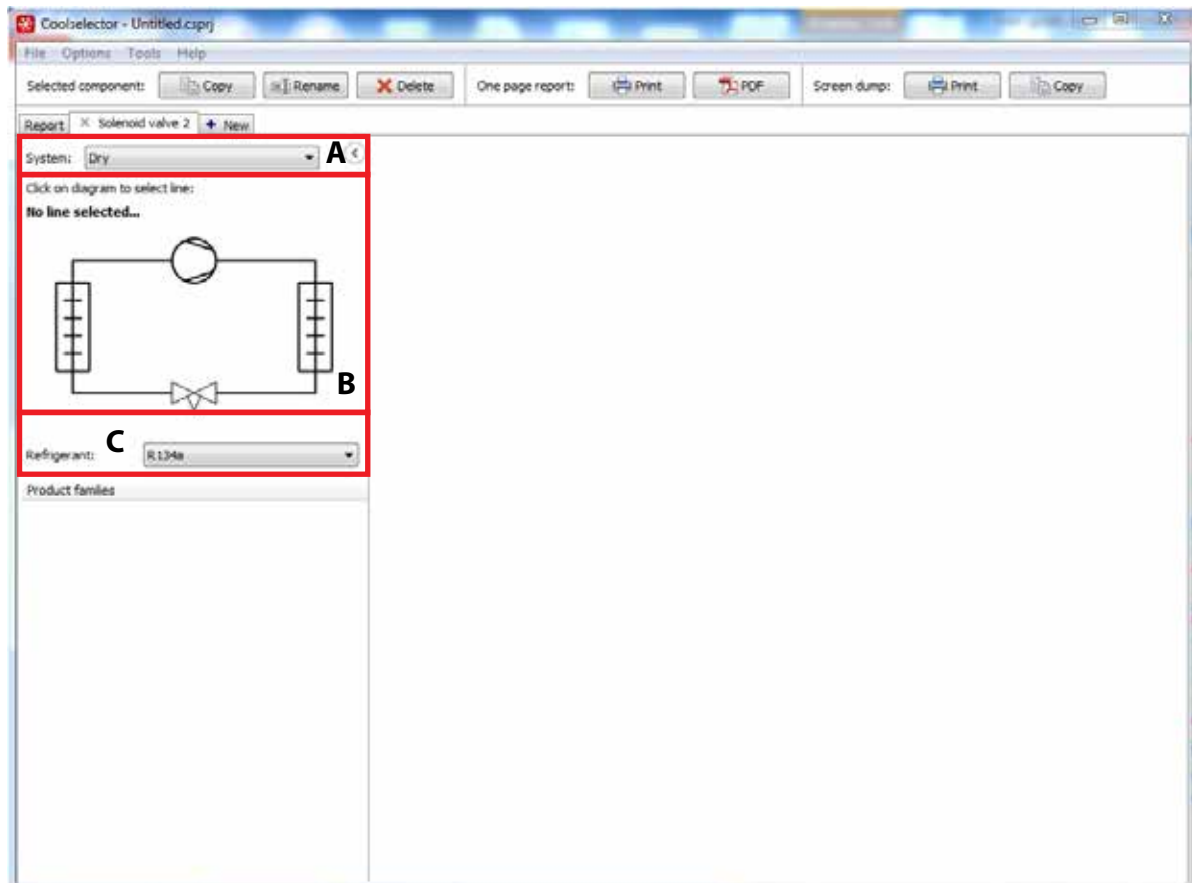 Coolselector - Untitled.csprj
File Options Tools Help
Selected component: Copy Rename Delete One page report: Print PDF Screen dump: Print Copy
Report Solenoid valve 2 New
System: Dry A
Click on diagram to select line:
No line selected...
B
C
Refrigerant: R134a
Product families